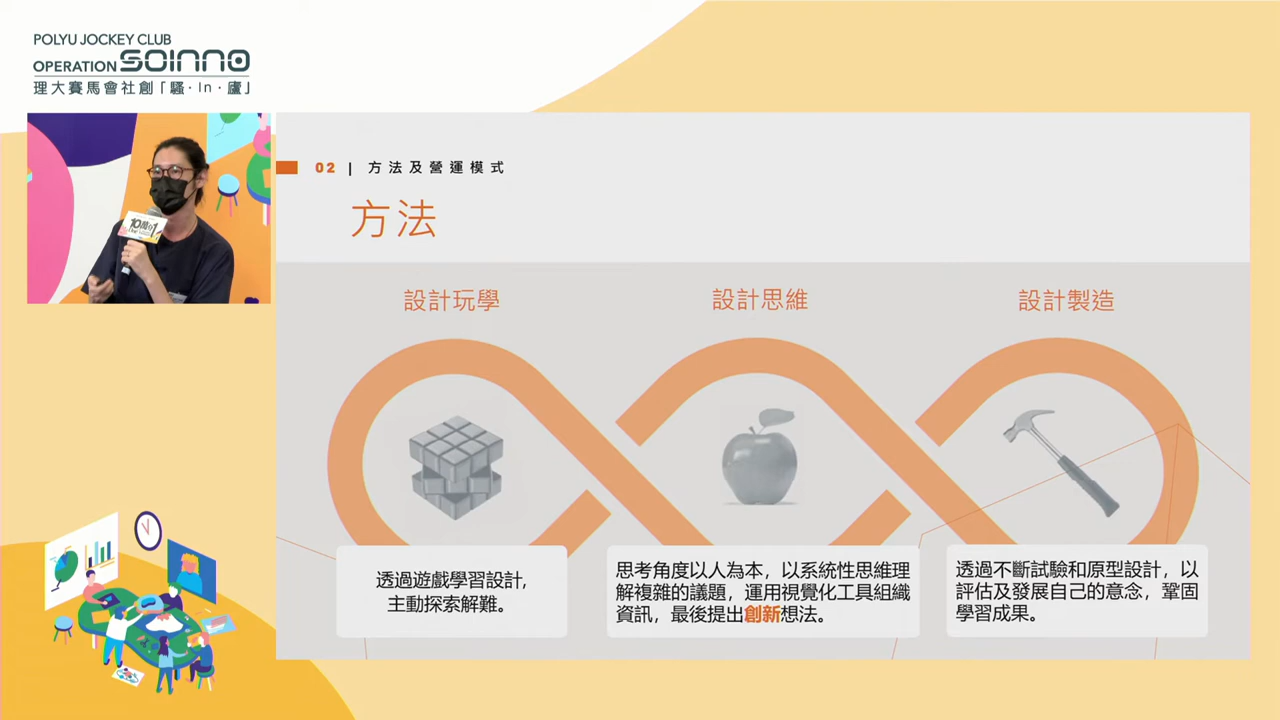 POLYU JOCKEY CLUB
OPERATION SOINNO
理大賽馬會社創「騷·In·廬」
02 | 方法及營運模式
方法
設計玩學
設計思維
設計製造
透過遊戲學習設計,
主動探索解難。
思考角度以人為本，以系統性思維理
解複雜的議題，運用視覺化工具組織
資訊，最後提出創新想法。
透過不斷試驗和原型設計，以
評估及發展自己的意念，鞏固
學習成果。